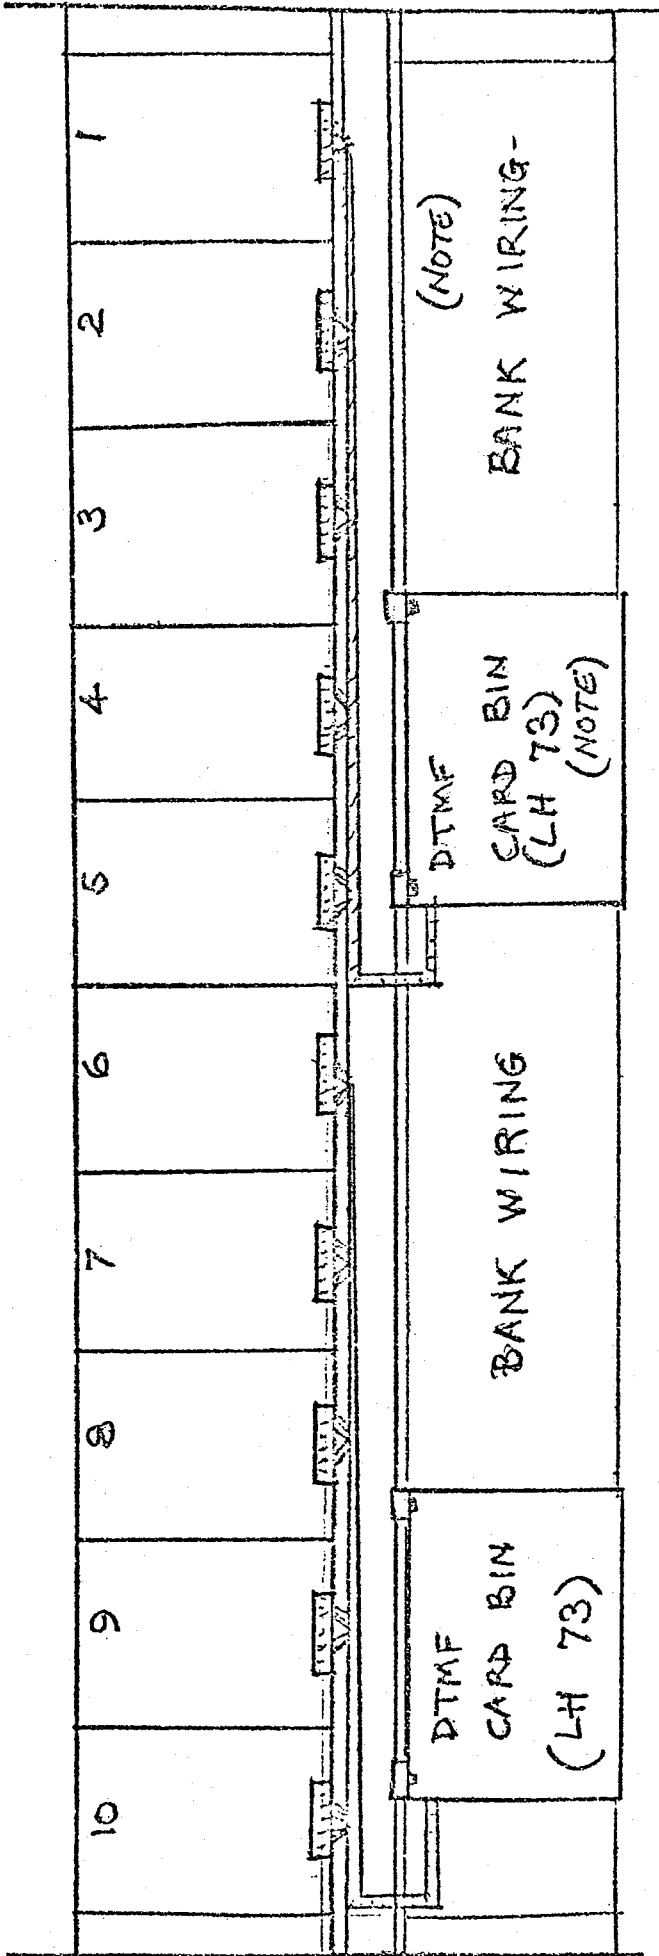 1
2
3
4
5
6
7
8
9
10
(NOTE)
BANK WIRING-
DTMF
CARD BIN
(LH 73)
(NOTE)
BANK WIRING
DTMF
CARD BIN
(LH 73)